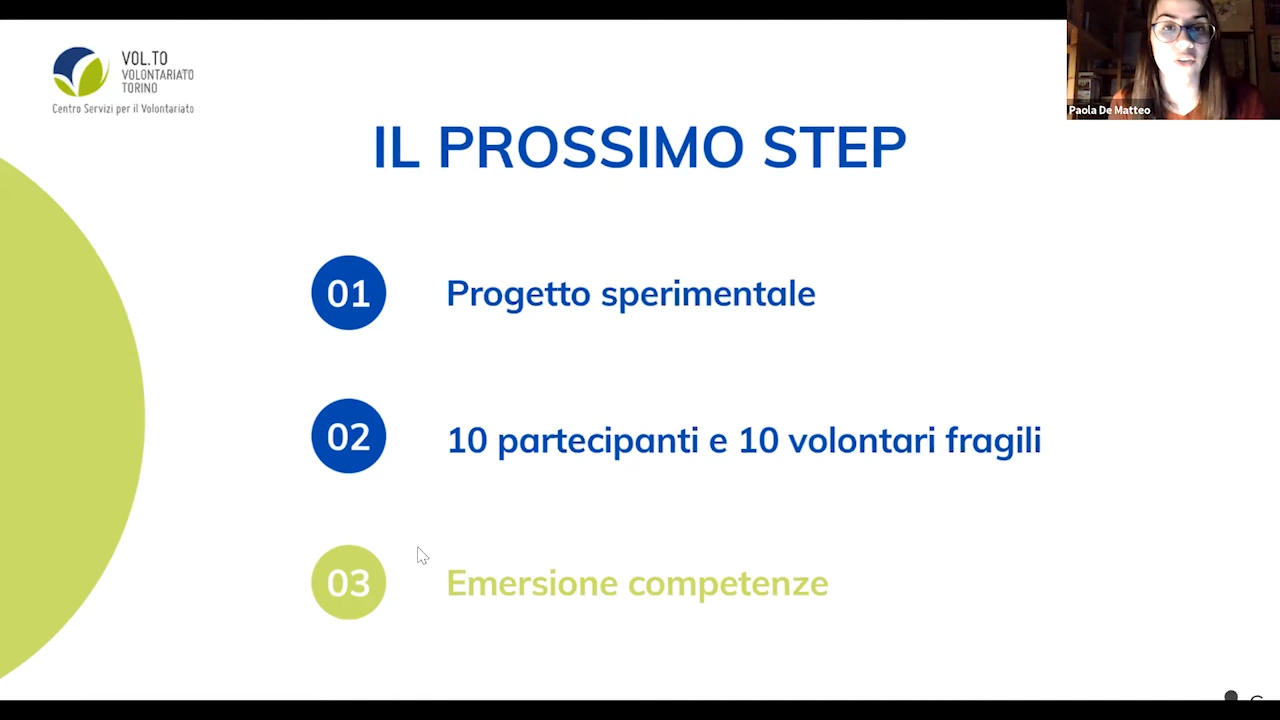 VOL.TO
VOLONTARIATO
TORINO
Centro Servizi per il Volontariato
Paola De Matteo
IL PROSSIMO STEP
01 Progetto sperimentale
02 10 partecipanti e 10 volontari fragili
03 Emersione competenze